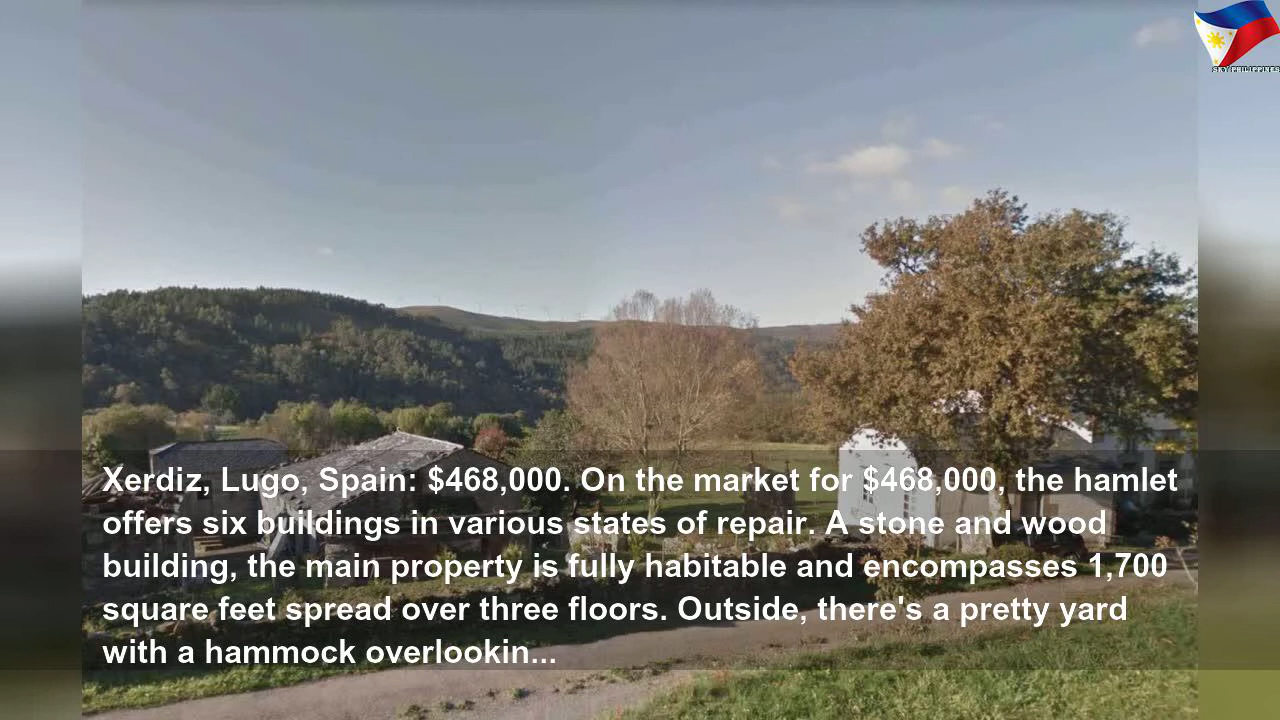 SKY PHILIPPINES
Xerdiz, Lugo, Spain: $468,000. On the market for $468,000, the hamlet
offers six buildings in various states of repair. A stone and wood
building, the main property is fully habitable and encompasses 1,700
square feet spread over three floors. Outside, there's a pretty yard
with a hammock overlookin...